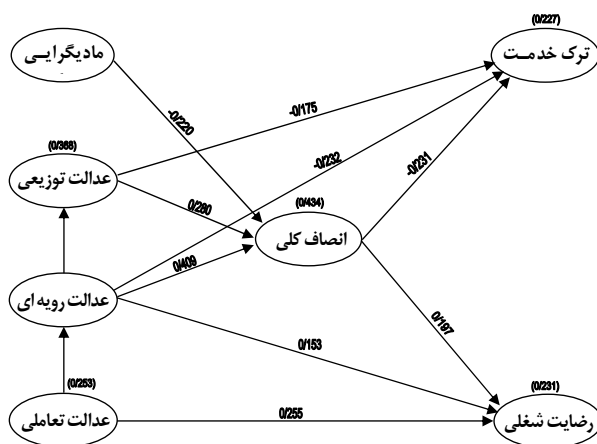 (0/227)
ترک خدمت
مادیگرایی
-0/220
-0/175
(0/368)
عدالت توزیعی
-0/232
-0/231
0/280
(0/434)
انصاف کلی
0/409
عدالت رویه ای
0/197
0/153
(0/253)
عدالت تعاملی
0/255
(0/231)
رضایت شغلی